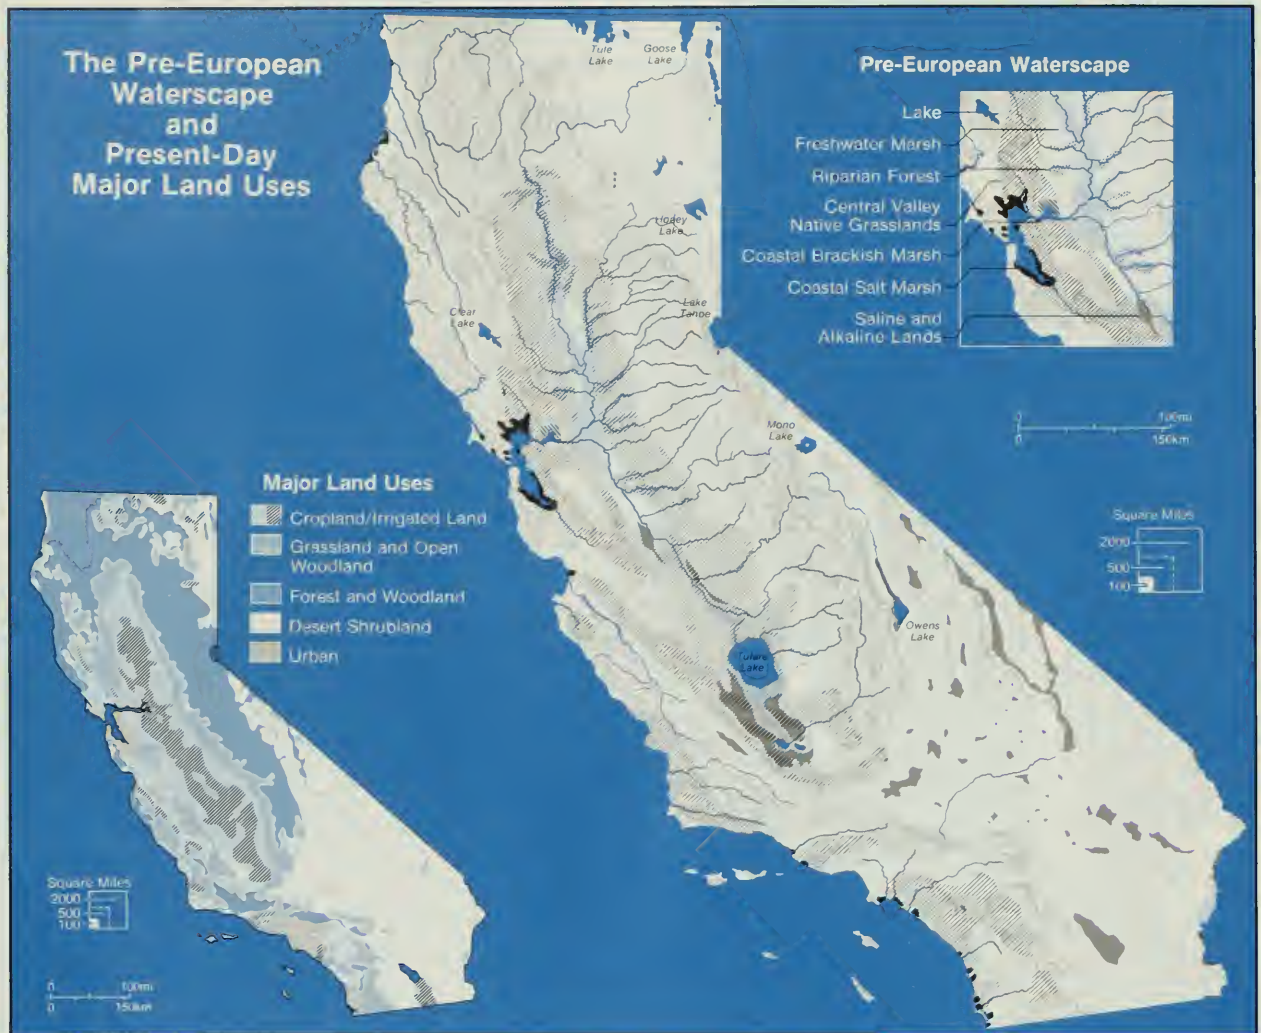 The Pre-European
Waterscape
and
Present-Day
Major Land Uses
Tule
Lake
Goose
Lake
Honey
Lake
Lake
Tahoe
Clear
Lake
Mono
Lake
Owens
Lake
Tulare
Lake
Pre-European Waterscape
Lake
Freshwater Marsh
Riparian Forest
Central Valley
Native Grasslands
Coastal Brackish Marsh
Coastal Salt Marsh
Saline and
Alkaline Lands
0 100mi
0 150km
Square Miles
2000
500
100
Major Land Uses
Cropland/Irrigated Land
Grassland and Open
Woodland
Forest and Woodland
Desert Shrubland
Urban
Square Miles
2000
500
100
0 100mi
0 150km